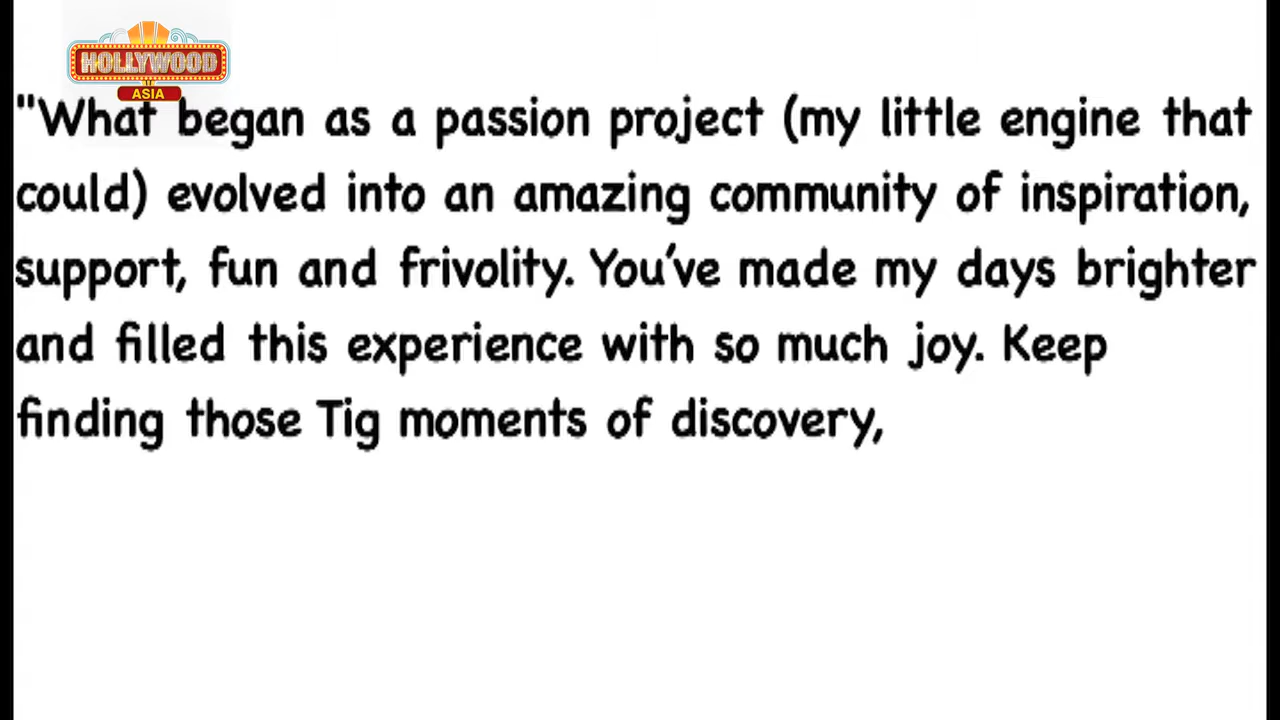 HOLLYWOOD
ASIA
"What began as a passion project (my little engine that
could) evolved into an amazing community of inspiration,
support, fun and frivolity. You've made my days brighter
and filled this experience with so much joy. Keep
finding those Tig moments of discovery,